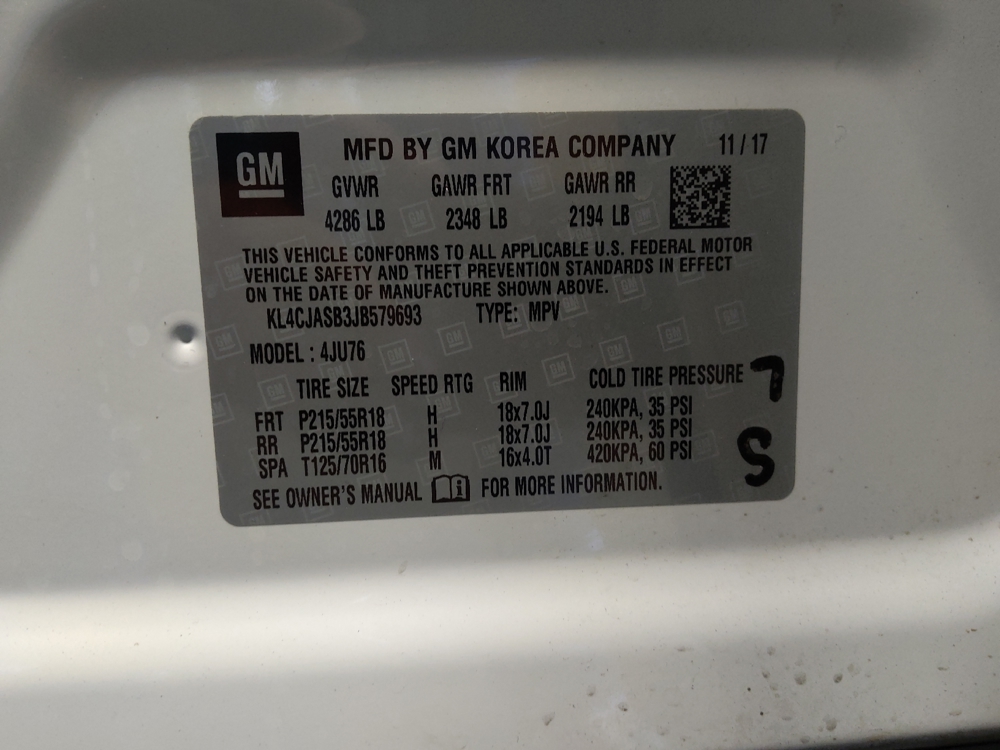 GM
MFD BY GM KOREA COMPANY 11 / 17
GVWR GAWR FRT GAWR RR
4286 LB 2348 LB 2194 LB
THIS VEHICLE CONFORMS TO ALL APPLICABLE U.S. FEDERAL MOTOR
VEHICLE SAFETY AND THEFT PREVENTION STANDARDS IN EFFECT
ON THE DATE OF MANUFACTURE SHOWN ABOVE.
KL4CJASB3JB579693 TYPE: MPV
MODEL : 4JU76
TIRE SIZE SPEED RTG RIM COLD TIRE PRESSURE
FRT P215/55R18 H 18x7.0J 240KPA, 35 PSI
RR P215/55R18 H 18x7.0J 240KPA, 35 PSI
SPA T125/70R16 M 16x4.0T 420KPA, 60 PSI
SEE OWNER'S MANUAL FOR MORE INFORMATION.